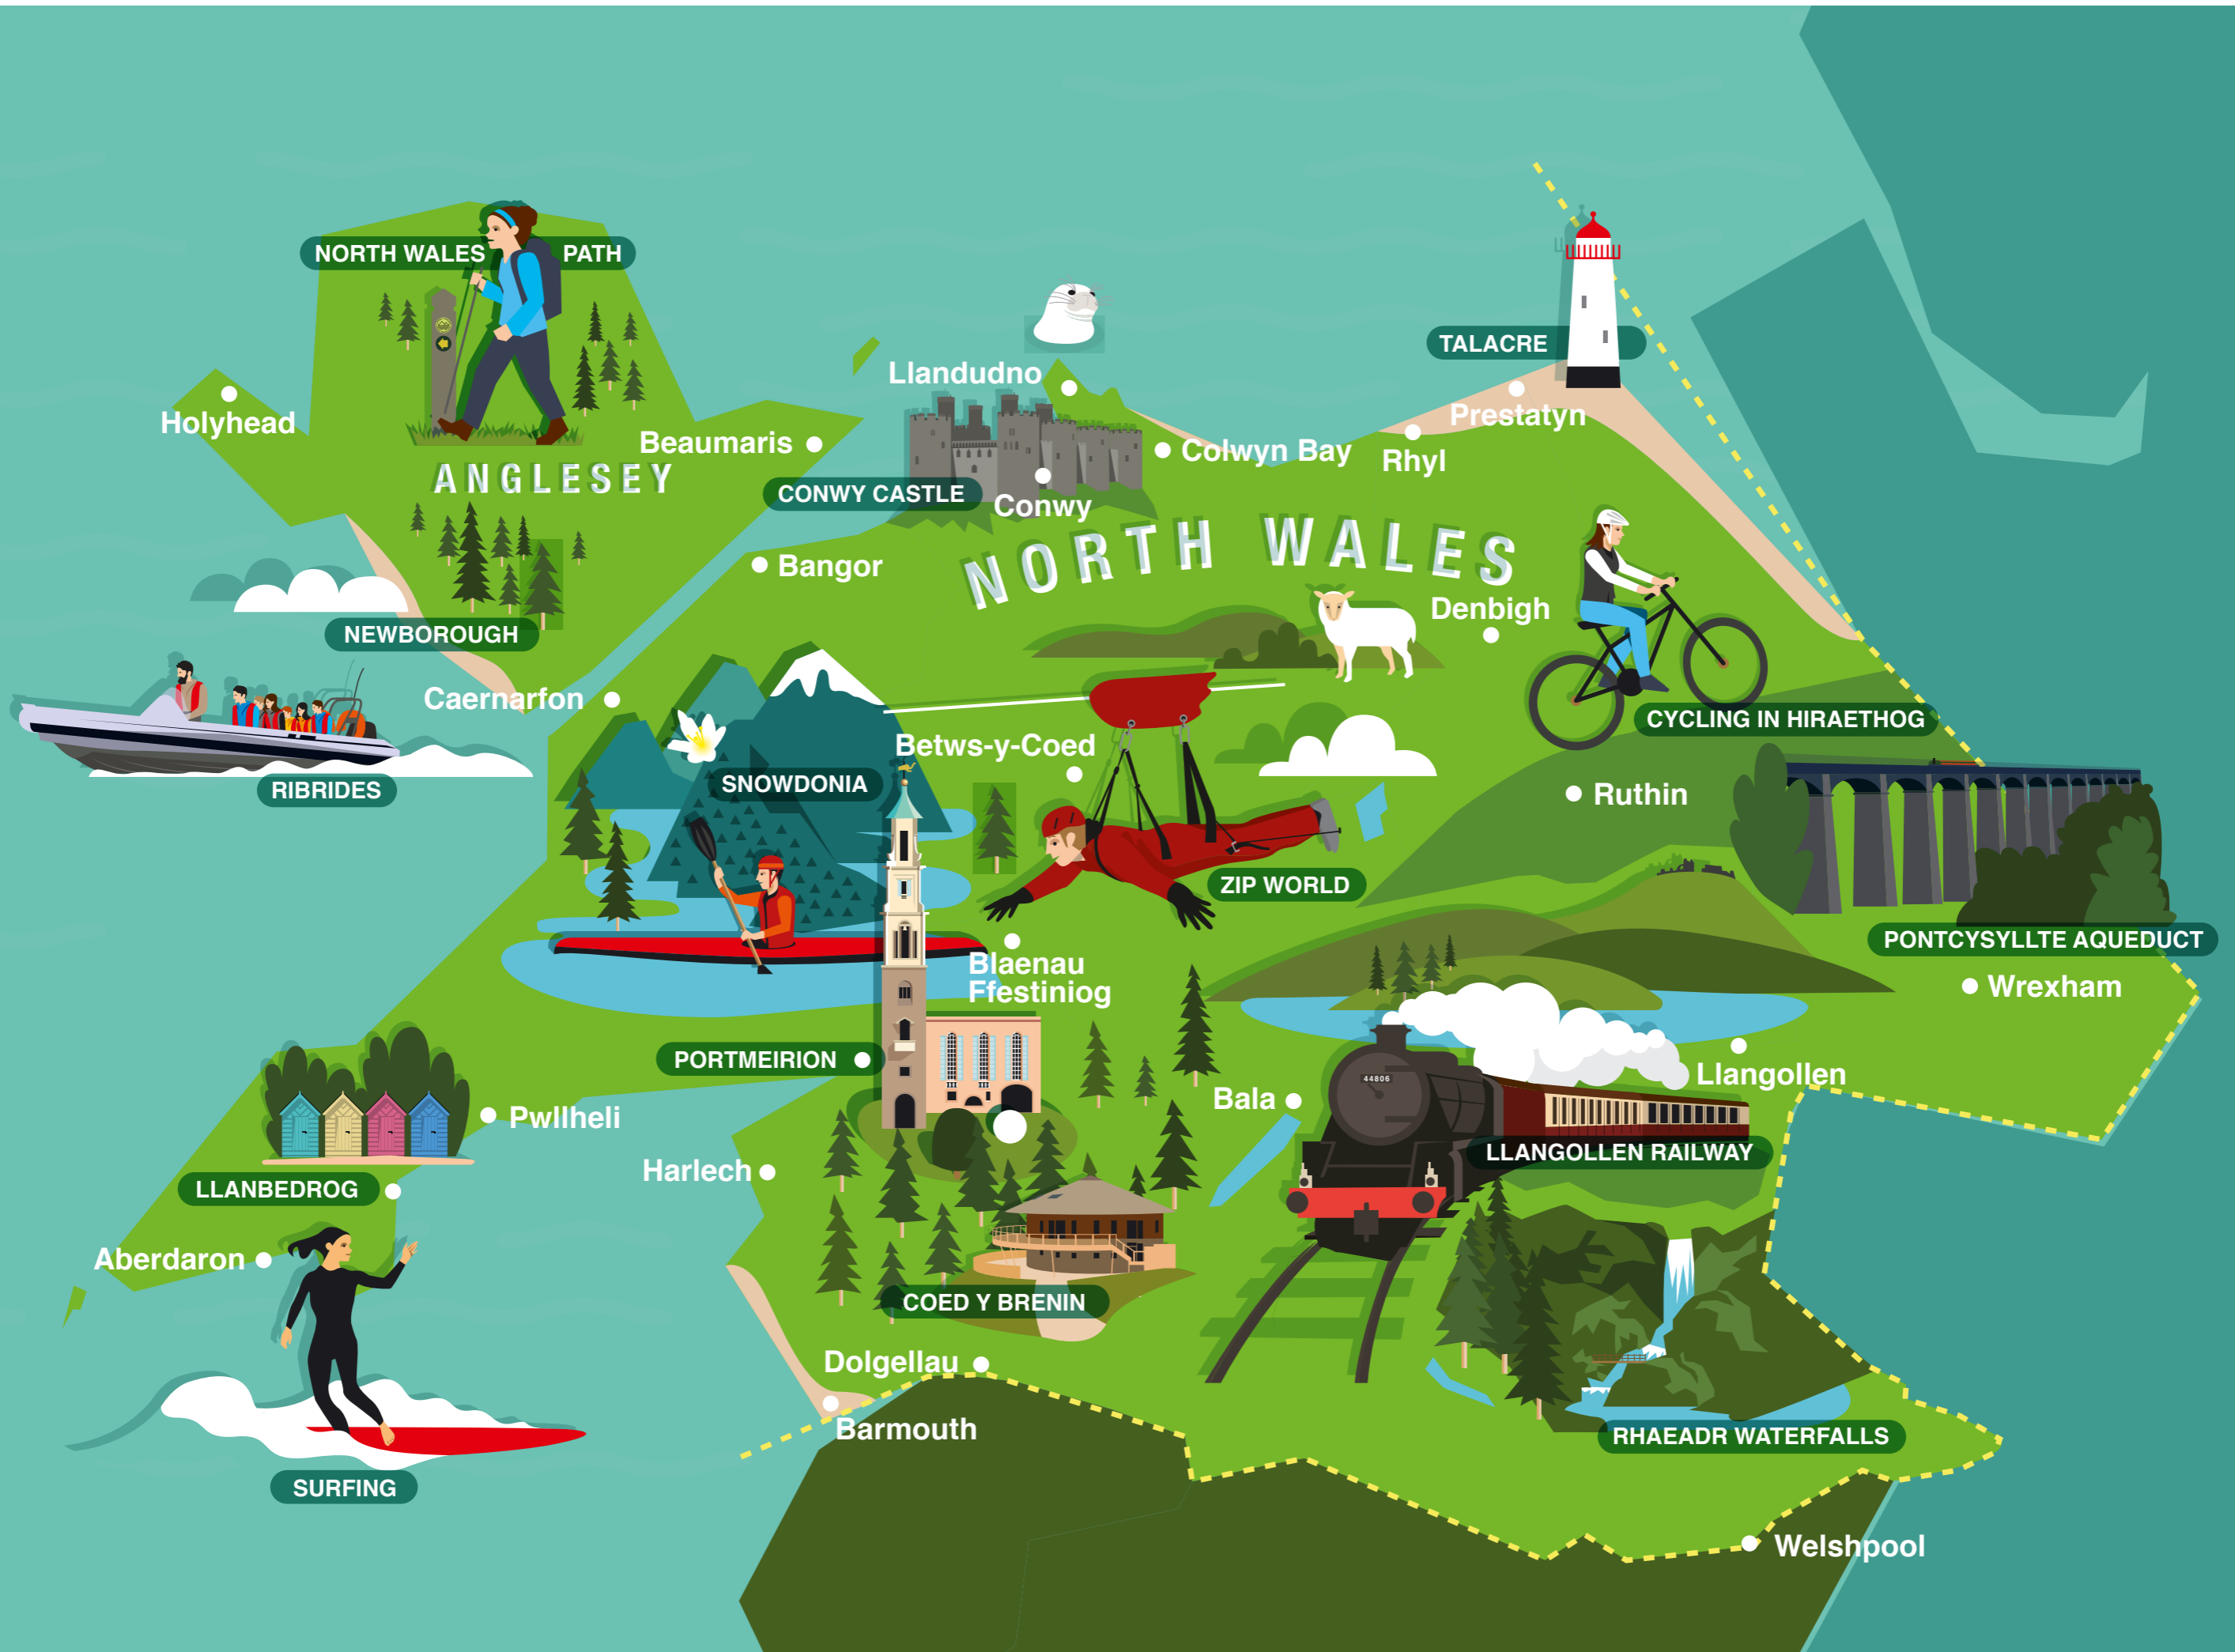 NORTH WALES PATH
TALACRE
Llandudno
Holyhead
Prestatyn
Beaumaris
Colwyn Bay
Rhyl
ANGLESEY
CONWY CASTLE
Conwy
NORTH WALES
Bangor
Denbigh
NEWBOROUGH
Caernarfon
CYCLING IN HIRAETHOG
Betws-y-Coed
SNOWDONIA
RIBRIDES
Ruthin
ZIP WORLD
PONTCYSYLLTE AQUEDUCT
Blaenau
Ffestiniog
Wrexham
PORTMEIRION
44806
Llangollen
Bala
Pwllheli
LLANGOLLEN RAILWAY
Harlech
LLANBEDROG
Aberdaron
COED Y BRENIN
Dolgellau
Barmouth
RHAEADR WATERFALLS
SURFING
Welshpool